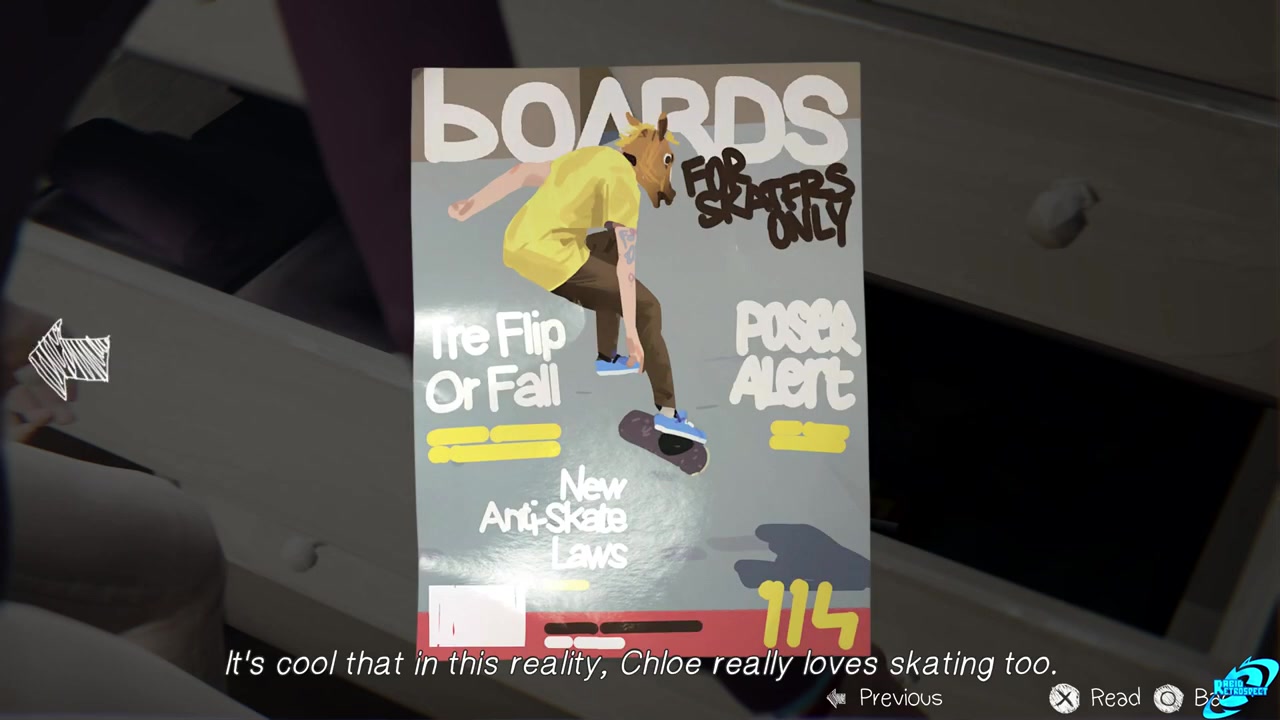 bOARDS
FOR
SKATERS
ONLY
Tre Flip
Or Fall
POSER
ALert
New
Anti-Skate
Laws
114
It's cool that in this reality, Chloe really loves skating too.
Previous
Read
RETROSPECT